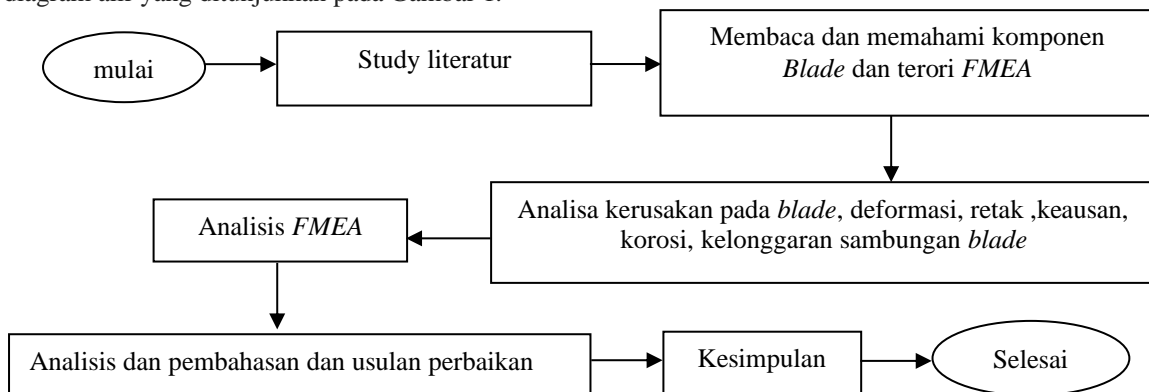 diagram alir yang ditunjukkan pada Gambar 1.
mulai
Study literatur
Membaca dan memahami komponen
Blade dan terori FMEA
Analisa kerusakan pada blade, deformasi, retak ,keausan,
korosi, kelonggaran sambungan blade
Analisis FMEA
Analisis dan pembahasan dan usulan perbaikan
Kesimpulan
Selesai